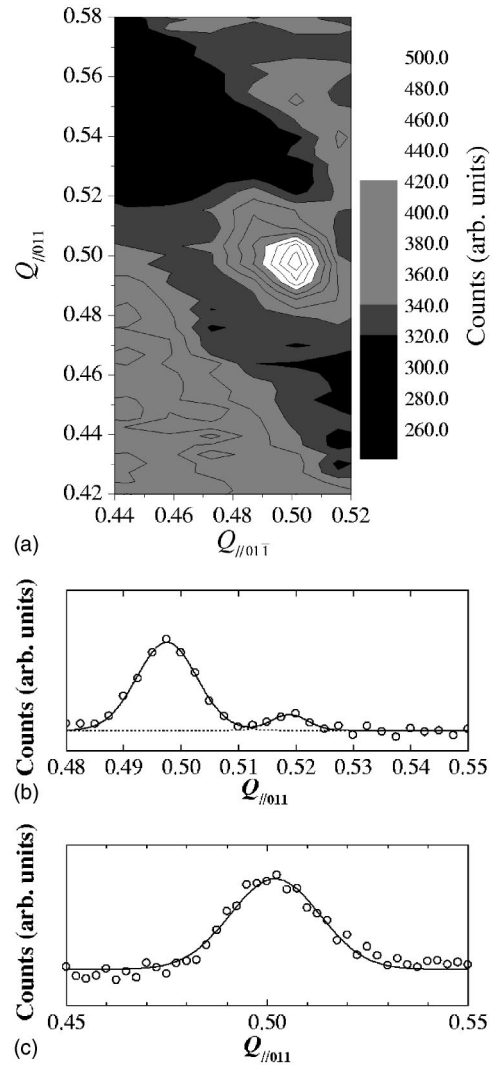 0.58
0.56
0.54
0.52
0.50
0.48
0.46
0.44
0.42
Q//011
0.44 0.46 0.48 0.50 0.52
Q//011̅
(a)
500.0
480.0
460.0
440.0
420.0
400.0
380.0
360.0
340.0
320.0
300.0
280.0
260.0
Counts (arb. units)
Counts (arb. units)
0.48 0.49 0.50 0.51 0.52 0.53 0.54 0.55
(b)
Q//011
Counts (arb. units)
0.45 0.50 0.55
(c)
Q//011